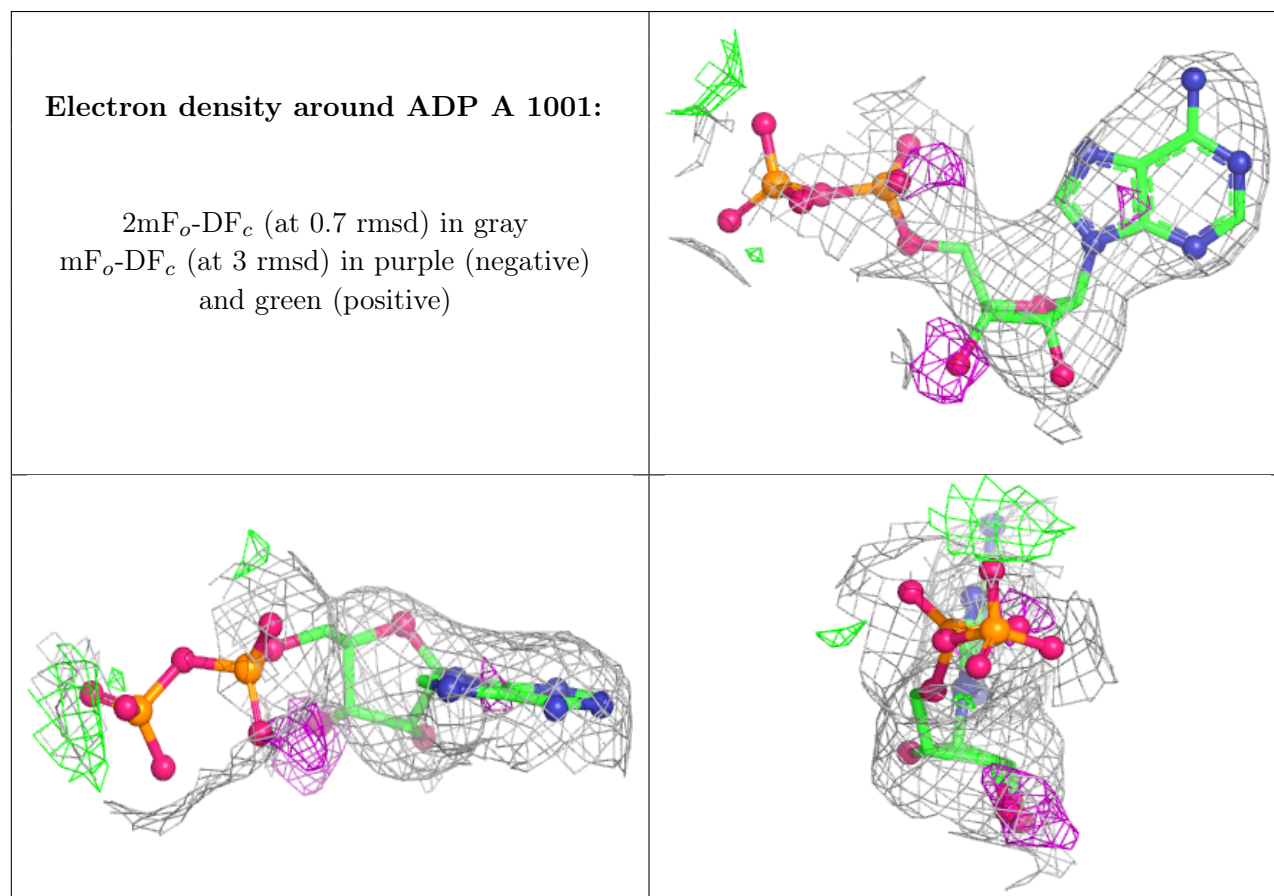 Electron density around ADP A 1001:
2mFo-DFc (at 0.7 rmsd) in gray
mFo-DFc (at 3 rmsd) in purple (negative)
and green (positive)